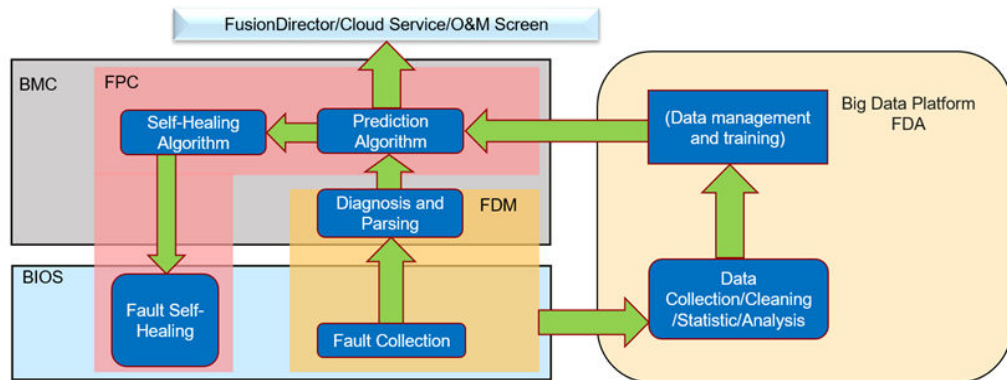 FusionDirector/Cloud Service/O&M Screen
BMC
FPC
Self-Healing
Algorithm
Prediction
Algorithm
(Data management
and training)
Big Data Platform
FDA
Diagnosis and
Parsing
FDM
BIOS
Fault Self-
Healing
Fault Collection
Data
Collection/Cleaning
/Statistic/Analysis